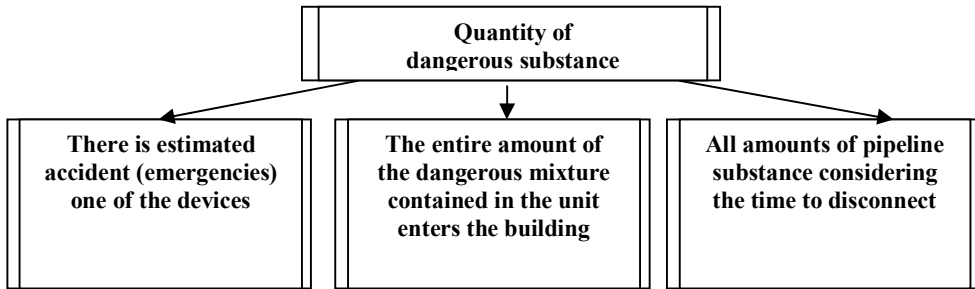 Quantity of
dangerous substance
There is estimated
accident (emergencies)
one of the devices
The entire amount of
the dangerous mixture
contained in the unit
enters the building
All amounts of pipeline
substance considering
the time to disconnect